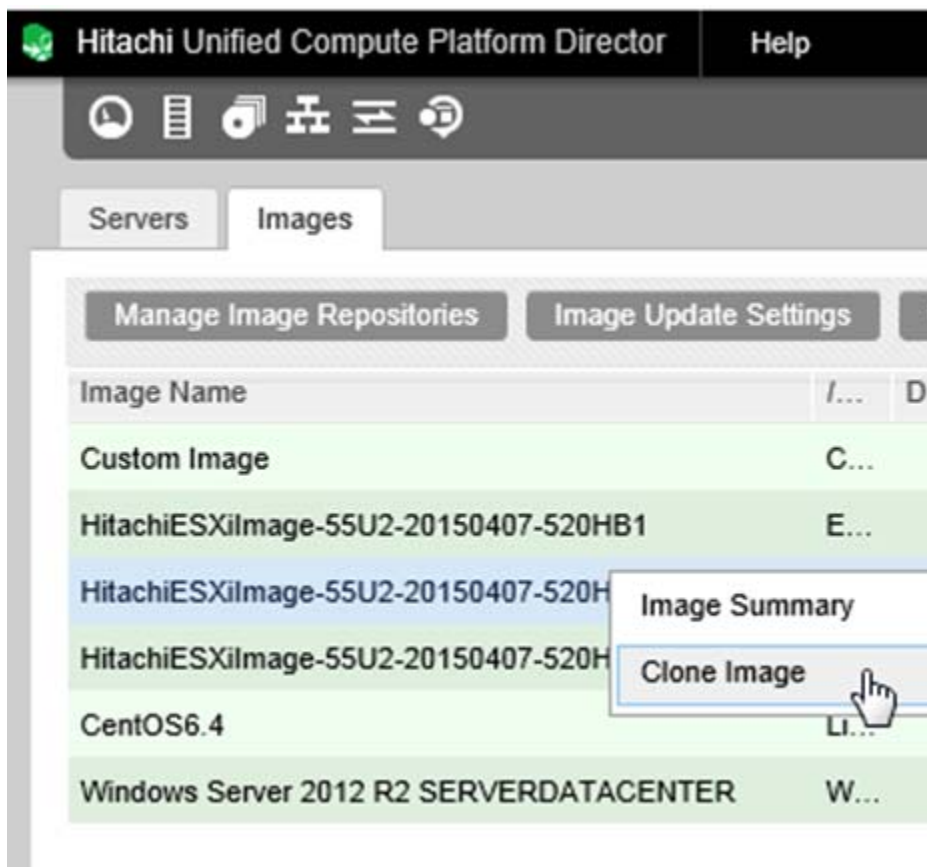 Hitachi Unified Compute Platform Director Help
Servers Images
Manage Image Repositories Image Update Settings
Image Name I... D
Custom Image C...
HitachiESXiImage-55U2-20150407-520HB1 E...
HitachiESXiImage-55U2-20150407-520H
Image Summary
HitachiESXiImage-55U2-20150407-520H
Clone Image
CentOS6.4 Li...
Windows Server 2012 R2 SERVERDATACENTER W...